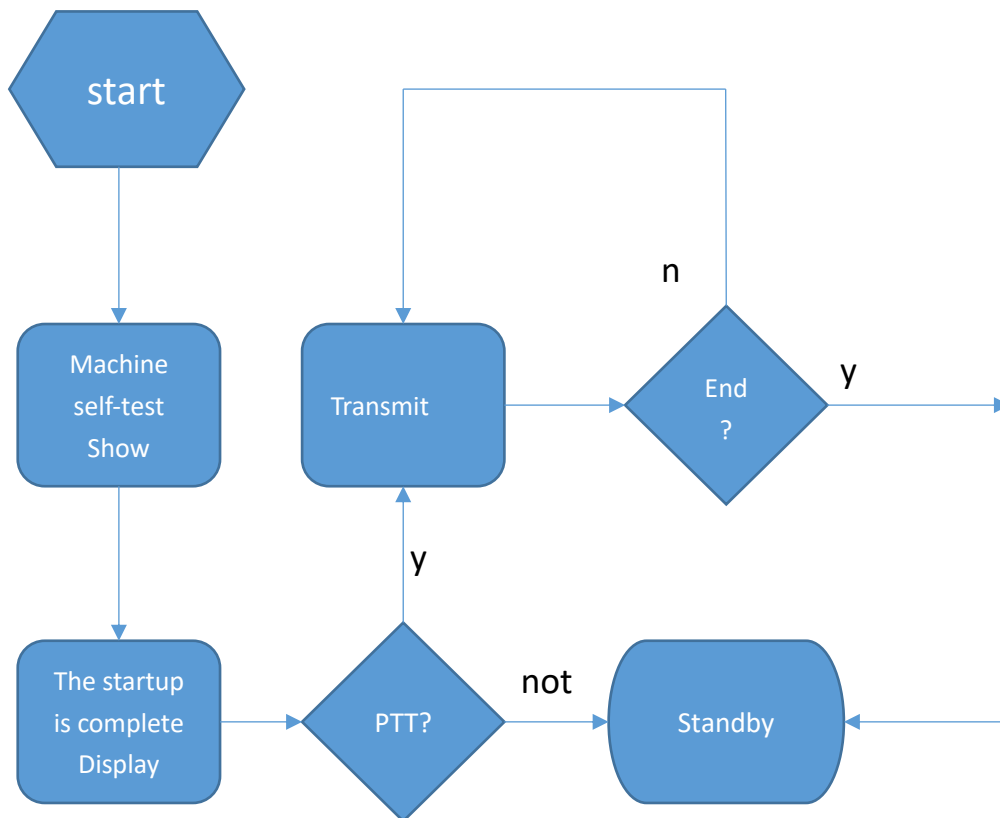 start
n
Machine
self-test
Show
Transmit
End
?
y
y
The startup
is complete
Display
PTT?
not
Standby